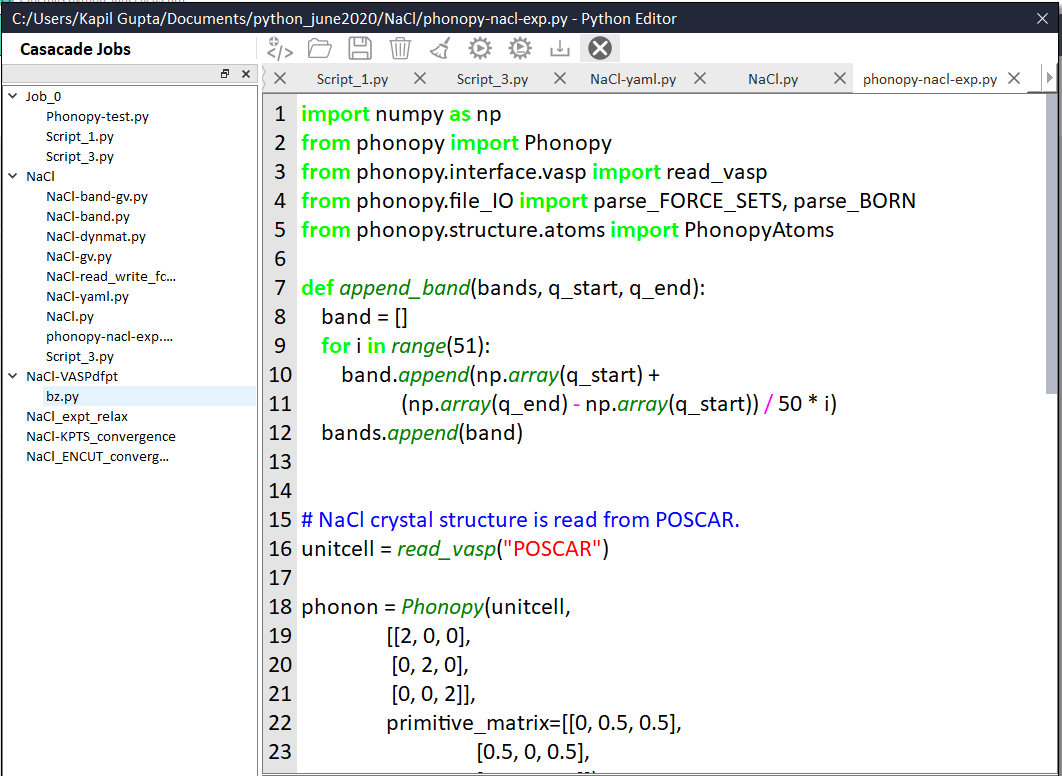 C:/Users/Kapil Gupta/Documents/python_june2020/NaCl/phonopy-nacl-exp.py - Python Editor
Casacade Jobs
Job_0
Phonopy-test.py
Script_1.py
Script_3.py
NaCl
NaCl-band-gv.py
NaCl-band.py
NaCl-dynmat.py
NaCl-gv.py
NaCl-read_write_fc...
NaCl-yaml.py
NaCl.py
phonopy-nacl-exp....
Script_3.py
NaCl-VASPdfpt
bz.py
NaCl_expt_relax
NaCl-KPTS_convergence
NaCl_ENCUT_converg...
Script_1.py Script_3.py NaCl-yaml.py NaCl.py phonopy-nacl-exp.py
1 import numpy as np
2 from phonopy import Phonopy
3 from phonopy.interface.vasp import read_vasp
4 from phonopy.file_IO import parse_FORCE_SETS, parse_BORN
5 from phonopy.structure.atoms import PhonopyAtoms
6
7 def append_band(bands, q_start, q_end):
8 band = []
9 for i in range(51):
10 band.append(np.array(q_start) +
11 (np.array(q_end) - np.array(q_start)) / 50 * i)
12 bands.append(band)
13
14
15 # NaCl crystal structure is read from POSCAR.
16 unitcell = read_vasp("POSCAR")
17
18 phonon = Phonopy(unitcell,
19 [[2, 0, 0],
20 [0, 2, 0],
21 [0, 0, 2]],
22 primitive_matrix=[[0, 0.5, 0.5],
23 [0.5, 0, 0.5],